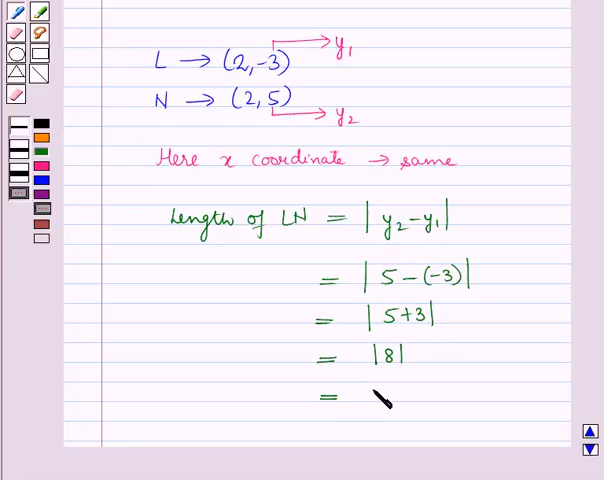 L → (2,-3) → y₁
N → (2,5) → y₂
Here x coordinate → same
Length of LN = |y₂-y₁|
= |5-(-3)|
= |5+3|
= |8|
=